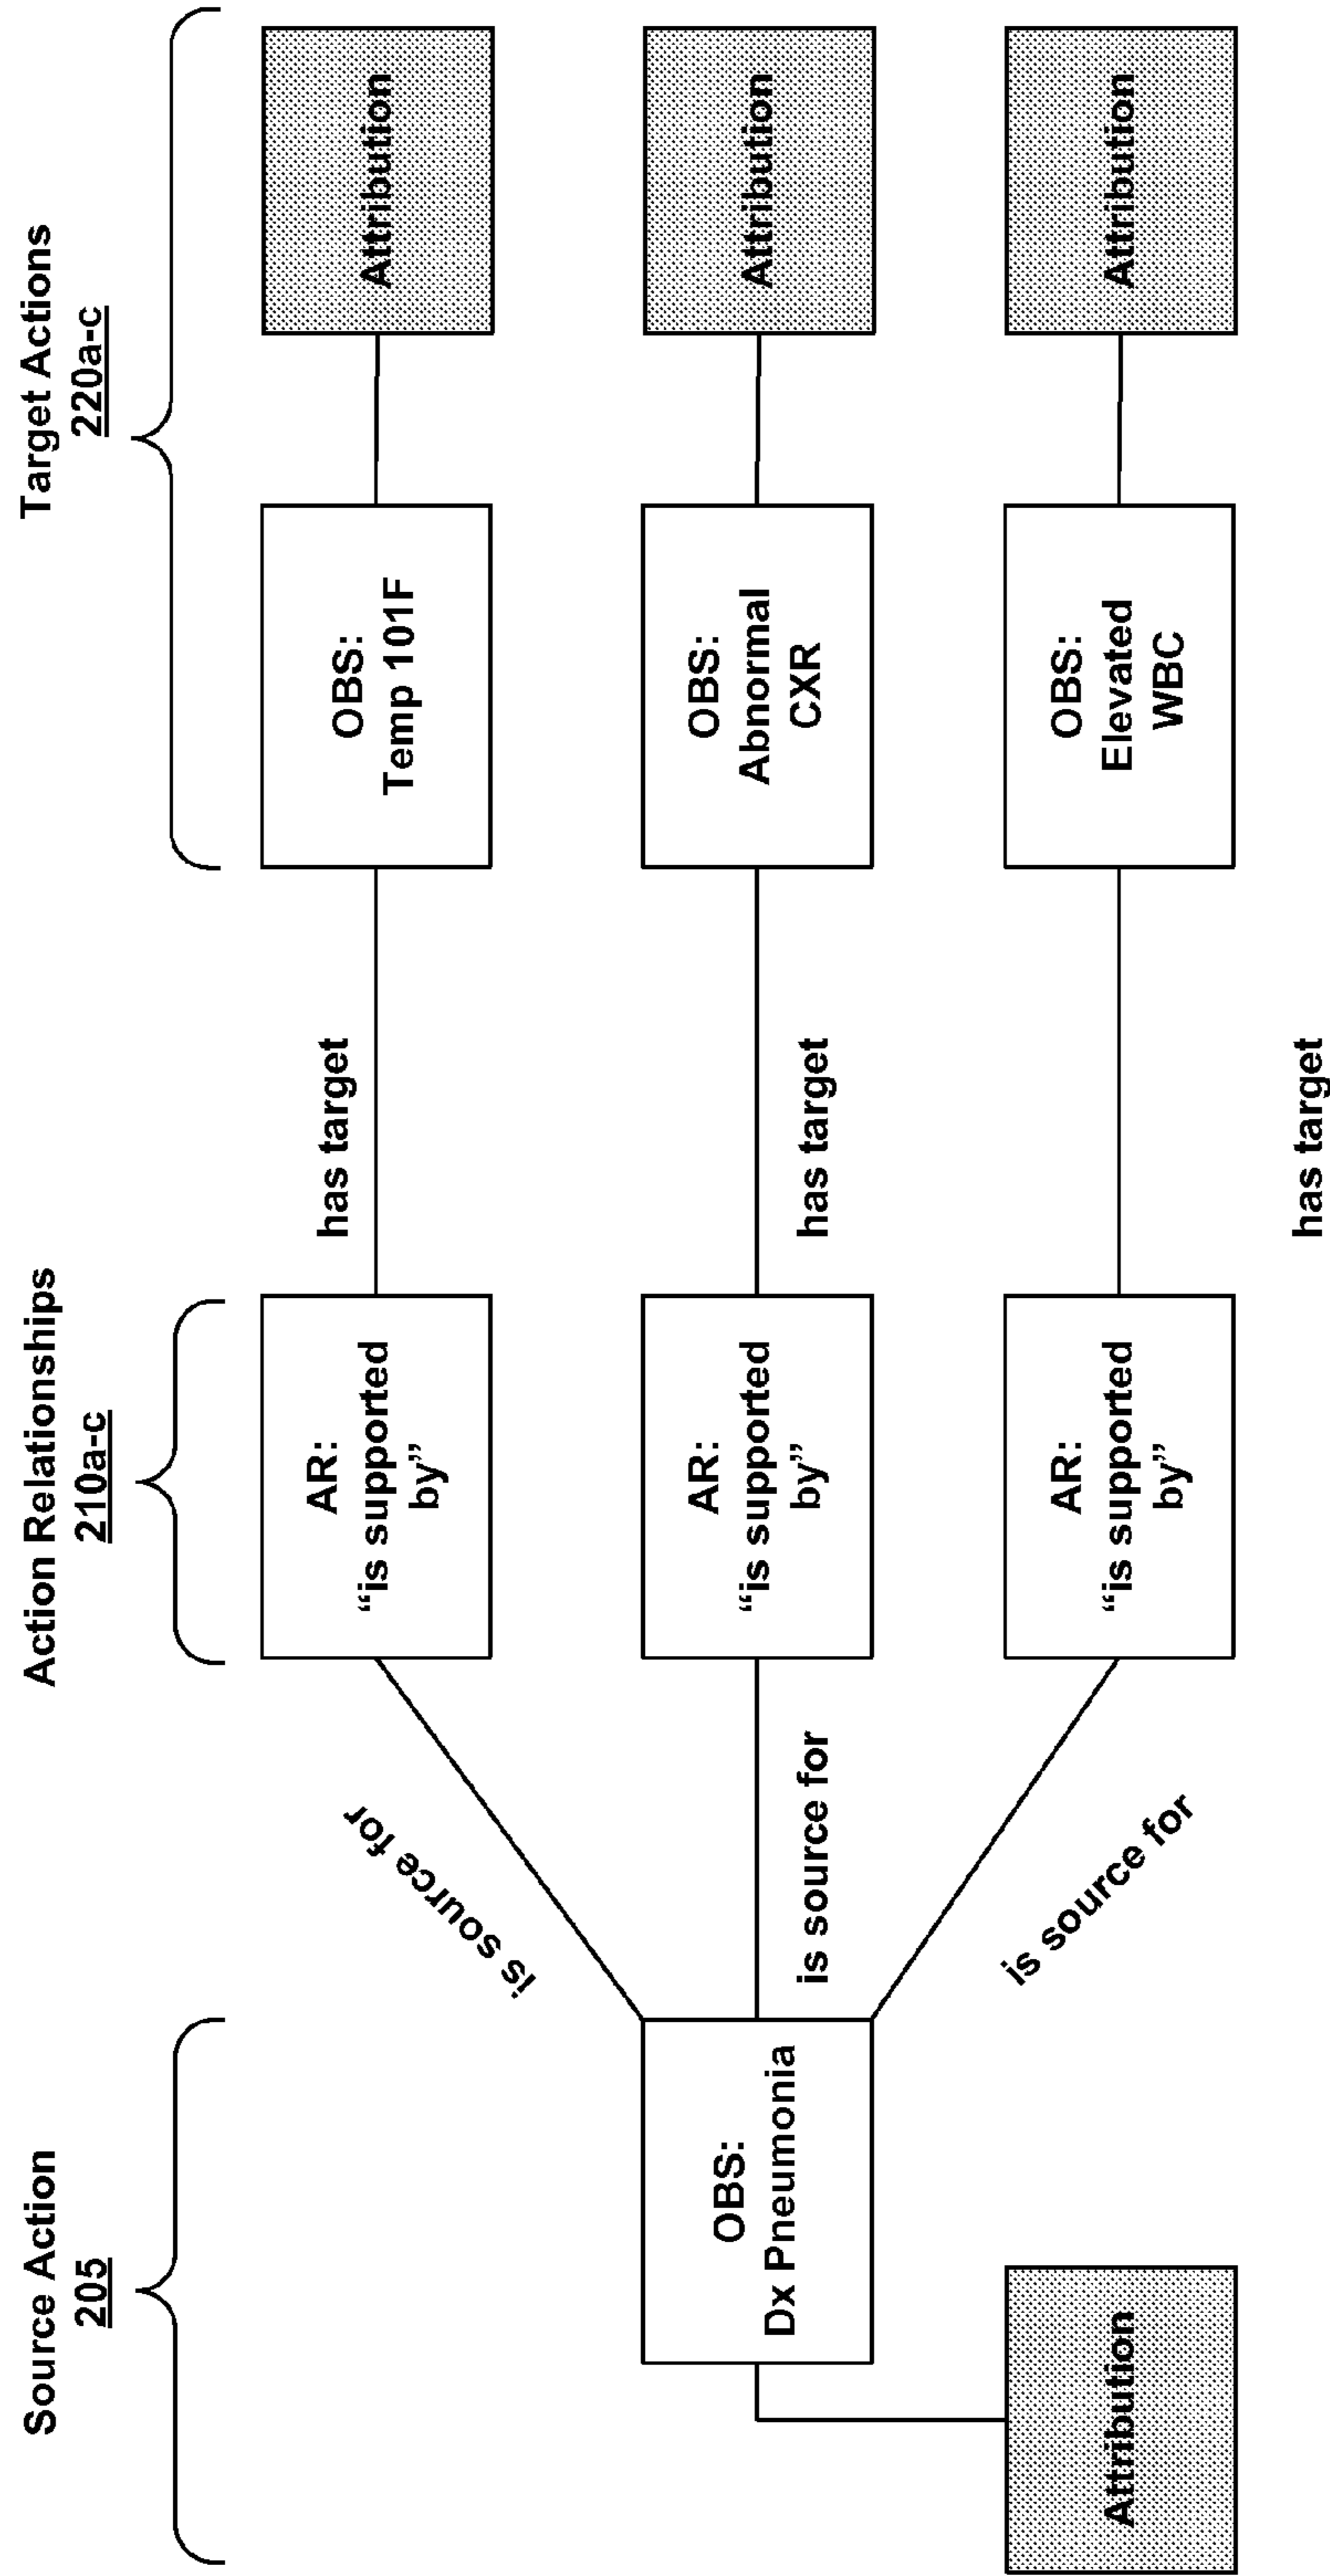 Source Action
205
Action Relationships
210a-c
Target Actions
220a-c
is source for
AR:
“is supported
by”
has target
OBS:
Temp 101F
Attribution
OBS:
Dx Pneumonia
is source for
AR:
“is supported
by”
has target
OBS:
Abnormal
CXR
Attribution
Attribution
is source for
AR:
“is supported
by”
has target
OBS:
Elevated
WBC
Attribution